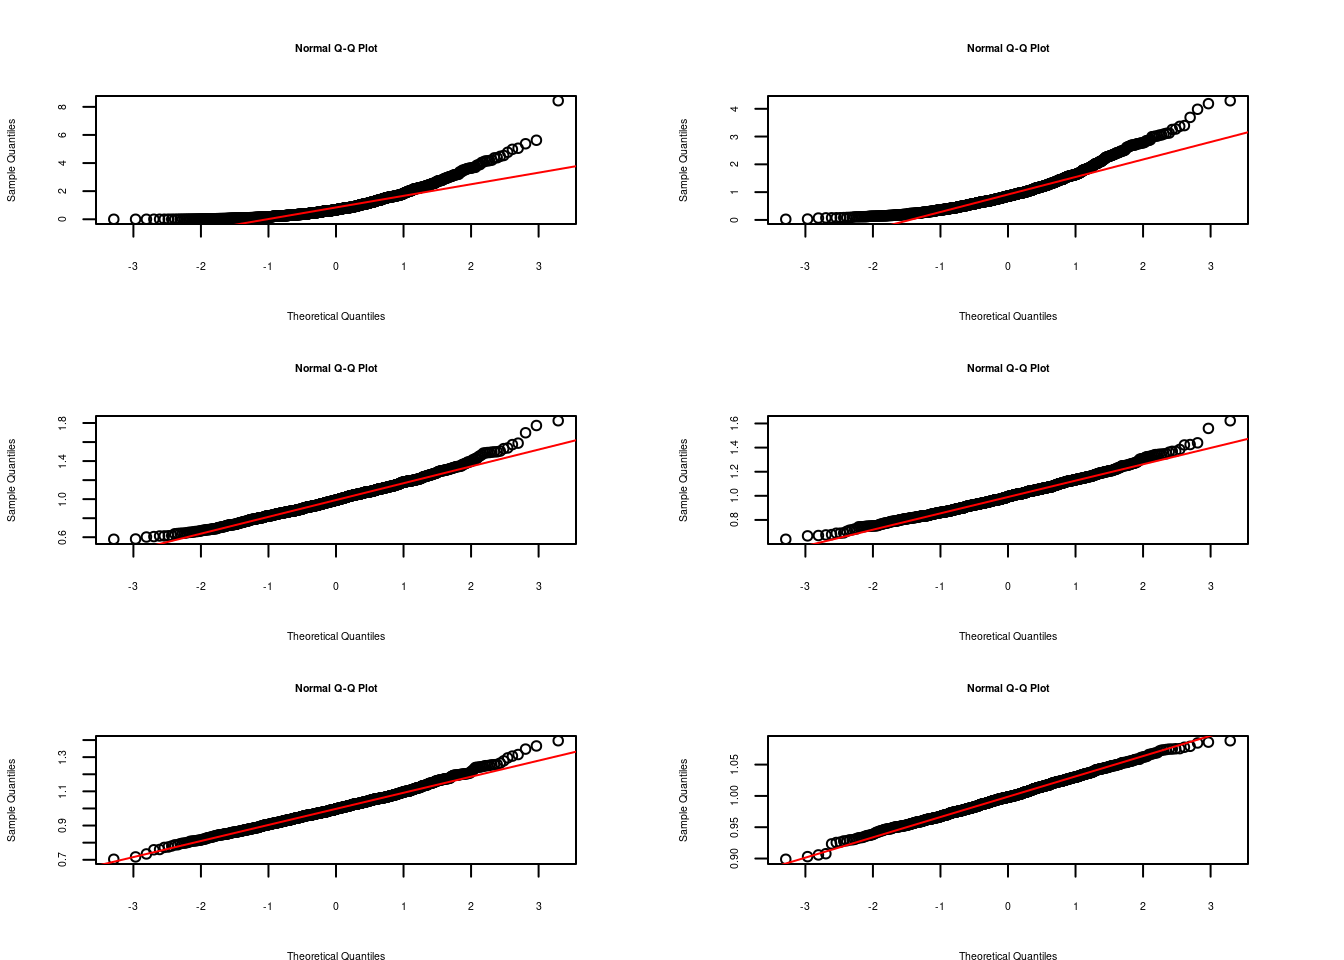 Normal Q-Q Plot
Sample Quantiles
0 2 4 6 8
-3 -2 -1 0 1 2 3
Theoretical Quantiles
Normal Q-Q Plot
Sample Quantiles
0 1 2 3 4
-3 -2 -1 0 1 2 3
Theoretical Quantiles
Normal Q-Q Plot
Sample Quantiles
0.6 1.0 1.4 1.8
-3 -2 -1 0 1 2 3
Theoretical Quantiles
Normal Q-Q Plot
Sample Quantiles
0.8 1.0 1.2 1.4 1.6
-3 -2 -1 0 1 2 3
Theoretical Quantiles
Normal Q-Q Plot
Sample Quantiles
0.7 0.9 1.1 1.3
-3 -2 -1 0 1 2 3
Theoretical Quantiles
Normal Q-Q Plot
Sample Quantiles
0.90 0.95 1.00 1.05
-3 -2 -1 0 1 2 3
Theoretical Quantiles